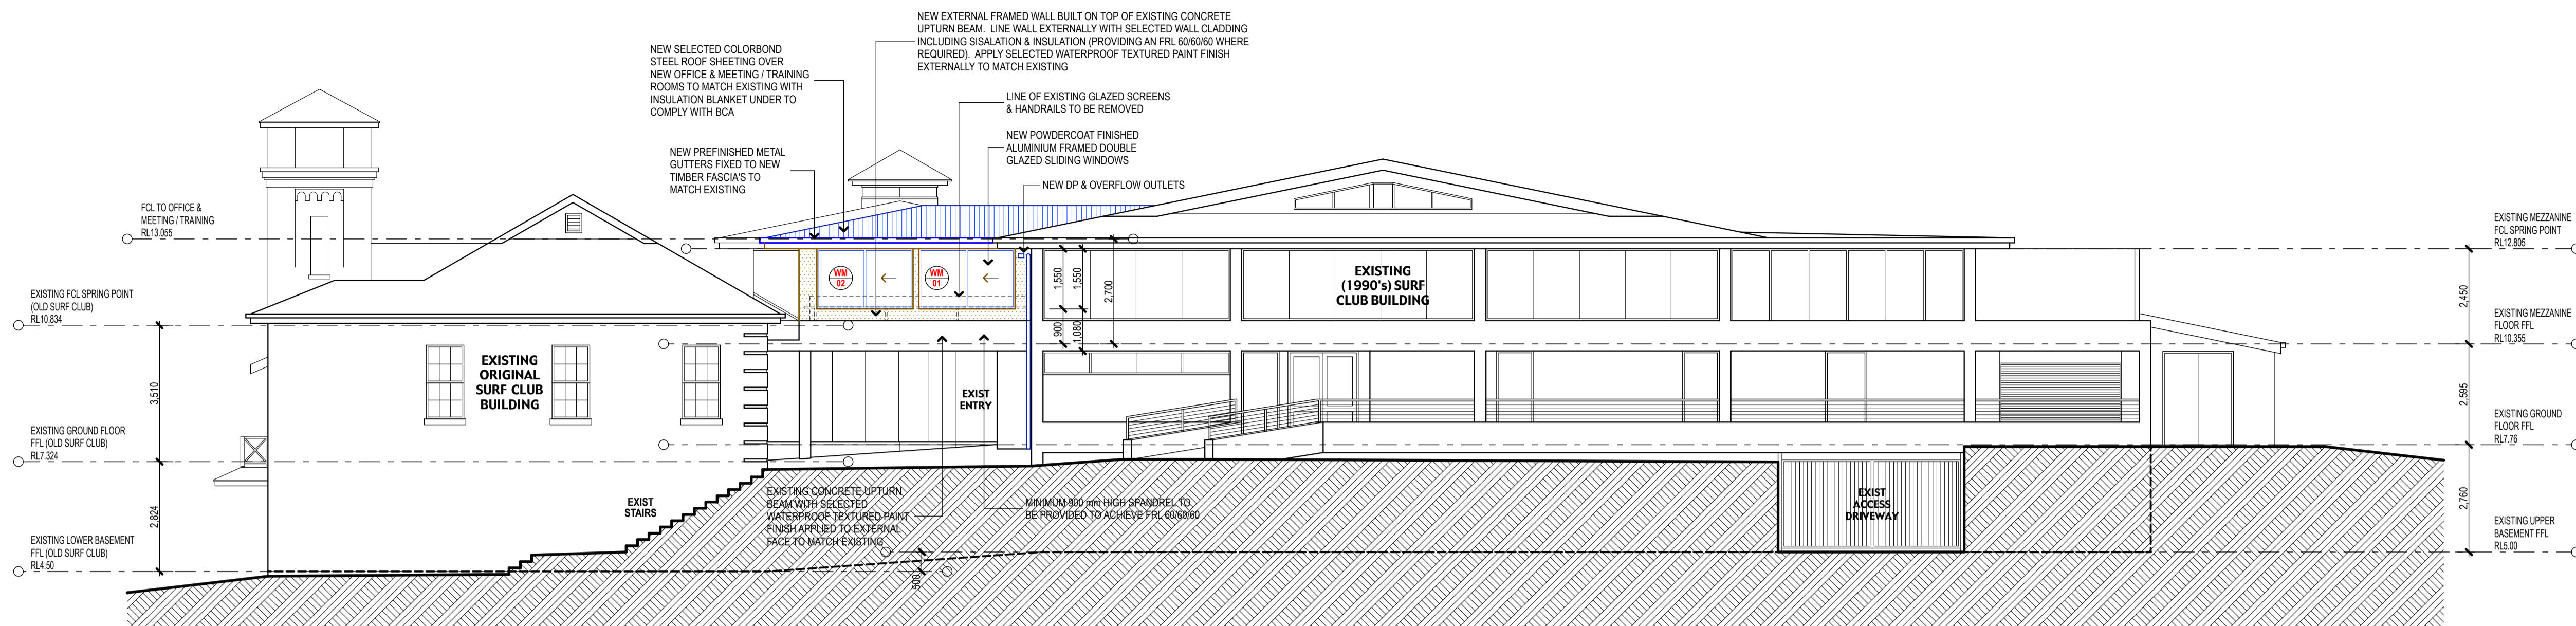 NEW EXTERNAL FRAMED WALL BUILT ON TOP OF EXISTING CONCRETE
UPTURN BEAM. LINE WALL EXTERNALLY WITH SELECTED WALL CLADDING
INCLUDING SISALATION & INSULATION (PROVIDING AN FRL 60/60/60 WHERE
REQUIRED). APPLY SELECTED WATERPROOF TEXTURED PAINT FINISH
EXTERNALLY TO MATCH EXISTING
NEW SELECTED COLORBOND
STEEL ROOF SHEETING OVER
NEW OFFICE & MEETING / TRAINING
ROOMS TO MATCH EXISTING WITH
INSULATION BLANKET UNDER TO
COMPLY WITH BCA
LINE OF EXISTING GLAZED SCREENS
& HANDRAILS TO BE REMOVED
NEW POWDERCOAT FINISHED
ALUMINIUM FRAMED DOUBLE
GLAZED SLIDING WINDOWS
NEW PREFINISHED METAL
GUTTERS FIXED TO NEW
TIMBER FASCIA'S TO
MATCH EXISTING
NEW DP & OVERFLOW OUTLETS
FCL TO OFFICE &
MEETING / TRAINING
RL13.055
EXISTING FCL SPRING POINT
(OLD SURF CLUB)
RL10.834
3,510
EXISTING GROUND FLOOR
FFL (OLD SURF CLUB)
RL7.324
2,824
EXISTING LOWER BASEMENT
FFL (OLD SURF CLUB)
RL4.50
EXISTING
ORIGINAL
SURF CLUB
BUILDING
WM
02
WM
01
1,550
1,550
2,700
900
1,080
EXISTING
(1990's) SURF
CLUB BUILDING
EXIST
ENTRY
EXIST
STAIRS
EXISTING CONCRETE UPTURN
BEAM WITH SELECTED
WATERPROOF TEXTURED PAINT
FINISH APPLIED TO EXTERNAL
FACE TO MATCH EXISTING
MINIMUM 900 mm HIGH SPANDREL TO
BE PROVIDED TO ACHIEVE FRL 60/60/60
500
EXIST
ACCESS
DRIVEWAY
EXISTING MEZZANINE
FCL SPRING POINT
RL12.805
2,450
EXISTING MEZZANINE
FLOOR FFL
RL10.355
2,595
EXISTING GROUND
FLOOR FFL
RL7.76
2,760
EXISTING UPPER
BASEMENT FFL
RL5.00